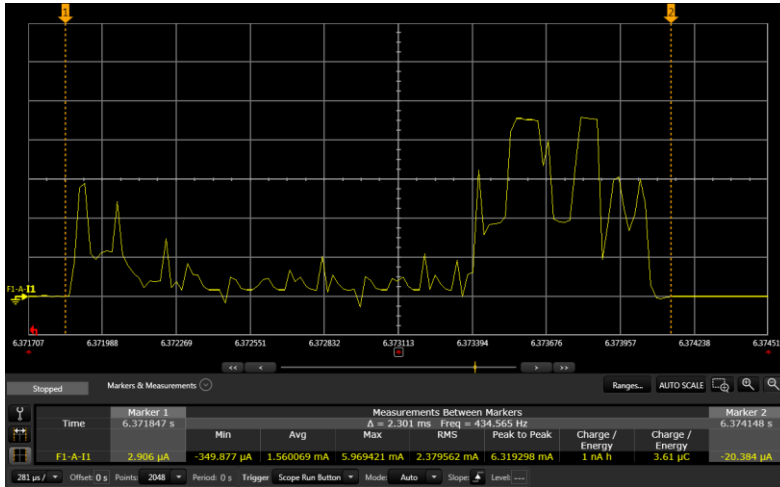 1 2
F1-A-I1
6.371707 6.371988 6.372269 6.372551 6.372832 6.373113 6.373394 6.373676 6.373957 6.374238 6.37451
<< < > >>
Stopped Markers & Measurements Ranges... AUTO SCALE
Marker 1 Measurements Between Markers Marker 2
Time 6.371847 s Δ = 2.301 ms Freq = 434.565 Hz 6.374148 s
Min Avg Max RMS Peak to Peak Charge / Energy Charge / Energy
F1-A-I1 2.906 µA -349.877 µA 1.560069 mA 5.969421 mA 2.379562 mA 6.319298 mA 1 nA h 3.61 µC -20.384 µA
281 µs / Offset: 0 s Points: 2048 Period: 0 s Trigger Scope Run Button Mode: Auto Slope: Level: ---